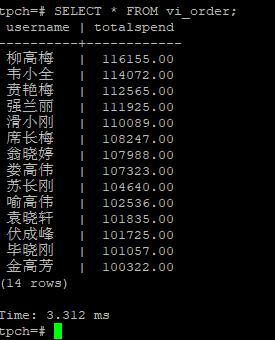 tpch=# SELECT * FROM vi_order;
username | totalspend
----------+------------
柳高梅 | 116155.00
韦小全 | 114072.00
贲艳梅 | 112565.00
强兰丽 | 111925.00
滑小刚 | 110089.00
席长梅 | 108247.00
翁晓婷 | 107988.00
娄高伟 | 107323.00
苏长刚 | 104640.00
喻高伟 | 102536.00
袁晓轩 | 101835.00
伏成峰 | 101725.00
毕晓刚 | 101057.00
金高芳 | 100322.00
(14 rows)
Time: 3.312 ms
tpch=#